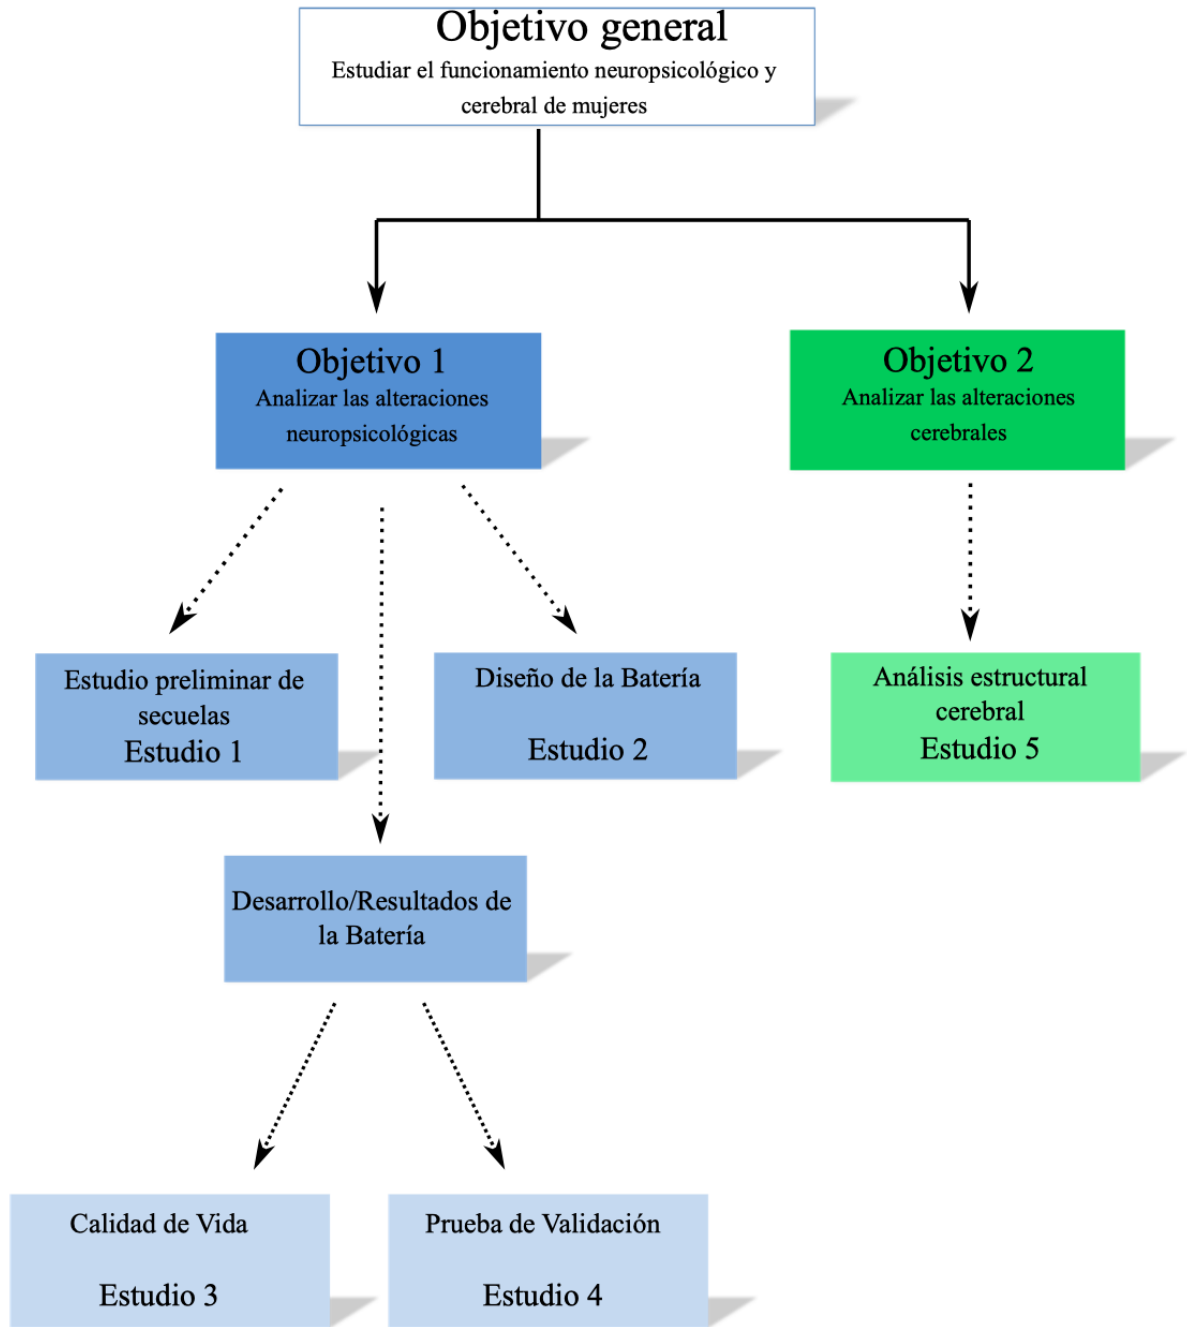 Objetivo general
Estudiar el funcionamiento neuropsicológico y
cerebral de mujeres
Objetivo 1
Analizar las alteraciones
neuropsicológicas
Objetivo 2
Analizar las alteraciones
cerebrales
Estudio preliminar de
secuelas
Estudio 1
Diseño de la Batería
Estudio 2
Análisis estructural
cerebral
Estudio 5
Desarrollo/Resultados de
la Batería
Calidad de Vida
Estudio 3
Prueba de Validación
Estudio 4